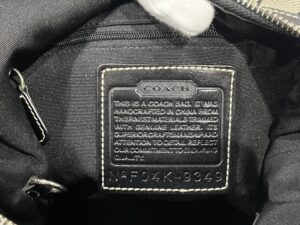 COACH
THIS IS A COACH BAG. IT WAS
HANDCRAFTED IN CHINA FROM
THE FINEST MATERIALS TRIMMED
WITH GENUINE LEATHER. ITS
SUPERIOR CRAFTSMANSHIP AND
ATTENTION TO DETAIL REFLECT
OUR COMMITMENT TO ENDURING
QUALITY.
Nº F04K-9349